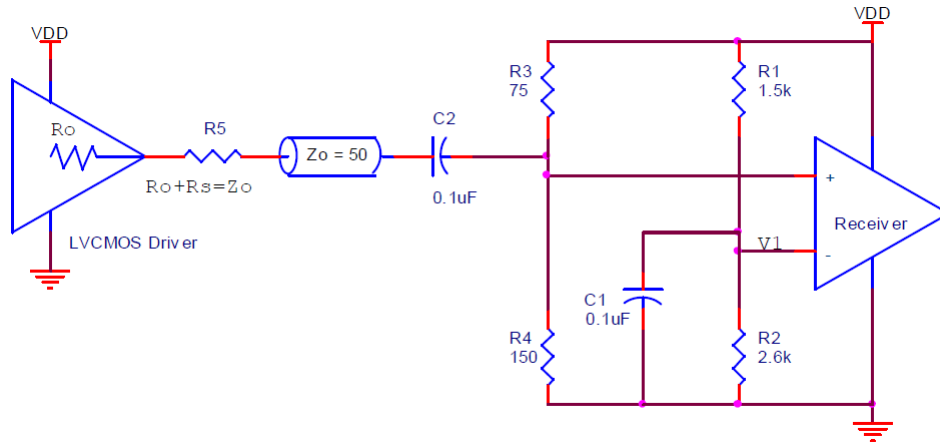 VDD
VDD
R3
75
R1
1.5k
Ro
R5
C2
Zo = 50
0.1uF
Ro+Rs=Zo
+
Receiver
LVCMOS Driver
V1
-
C1
0.1uF
R4
150
R2
2.6k